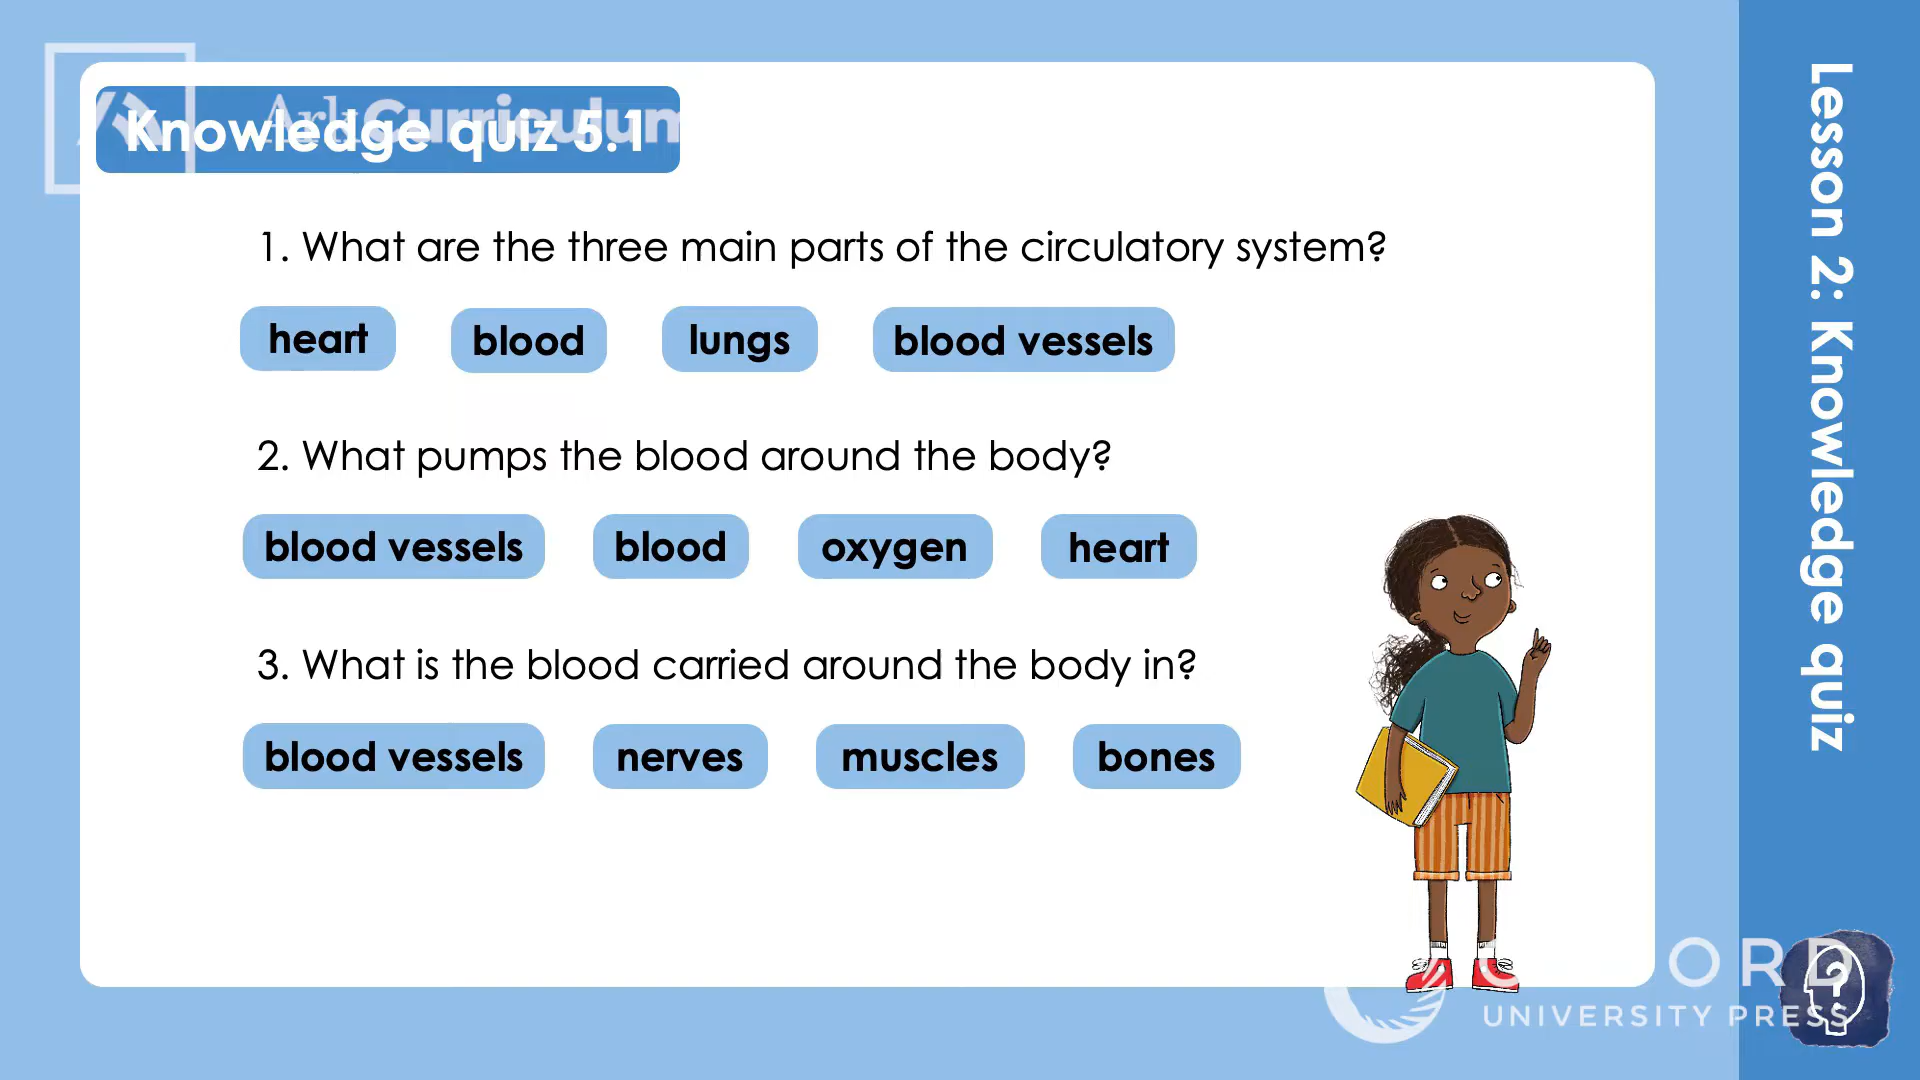 Ark Curriculum
Knowledge quiz 5.1
1. What are the three main parts of the circulatory system?
heart blood lungs blood vessels
2. What pumps the blood around the body?
blood vessels blood oxygen heart
3. What is the blood carried around the body in?
blood vessels nerves muscles bones
Lesson 2: Knowledge quiz
?
UNIVERSITY PRESS